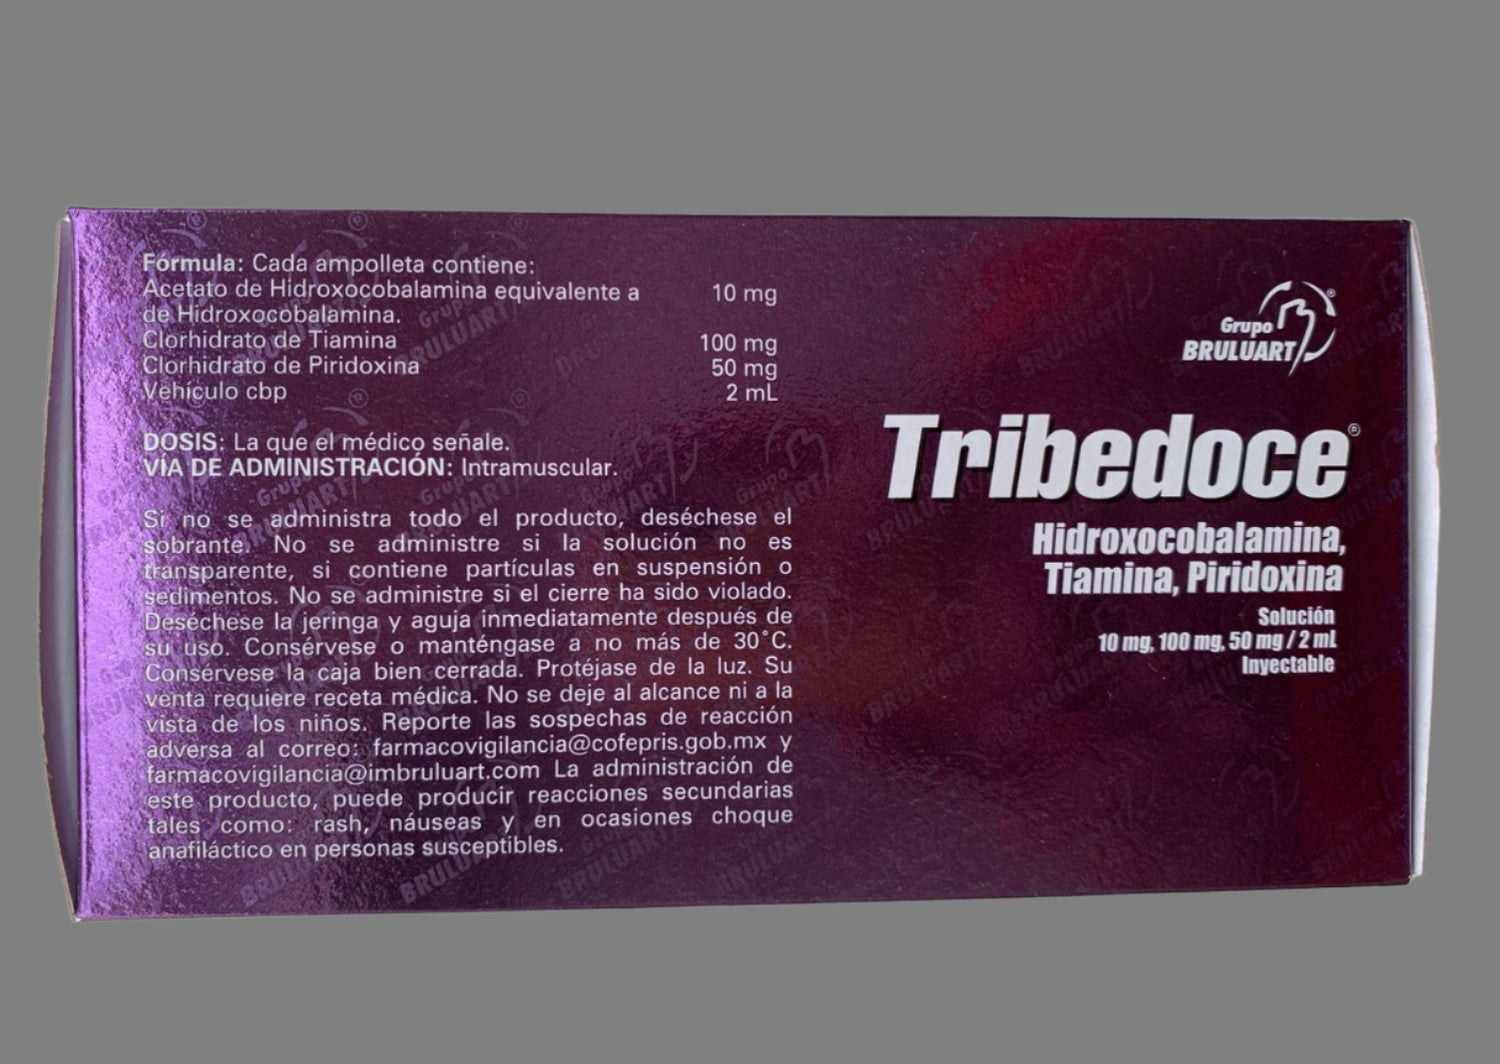 Fórmula: Cada ampolleta contiene:
Acetato de Hidroxocobalamina equivalente a 10 mg
de Hidroxocobalamina.
Clorhidrato de Tiamina 100 mg
Clorhidrato de Piridoxina 50 mg
Vehículo cbp 2 mL
DOSIS: La que el médico señale.
VÍA DE ADMINISTRACIÓN: Intramuscular.
Si no se administra todo el producto, deséchese el
sobrante. No se administre si la solución no es
transparente, si contiene partículas en suspensión o
sedimentos. No se administre si el cierre ha sido violado.
Deséchese la jeringa y aguja inmediatamente después de
su uso. Consérvese o manténgase a no más de 30°C.
Consérvese la caja bien cerrada. Protéjase de la luz. Su
venta requiere receta médica. No se deje al alcance ni a la
vista de los niños. Reporte las sospechas de reacción
adversa al correo: farmacovigilancia@cofepris.gob.mx y
farmacovigilancia@imbruluart.com La administración de
este producto, puede producir reacciones secundarias
tales como: rash, náuseas y en ocasiones choque
anafiláctico en personas susceptibles.
Grupo
BRULUART
®
Tribedoce®
Hidroxocobalamina,
Tiamina, Piridoxina
Solución
10 mg, 100 mg, 50 mg / 2 mL
Inyectable